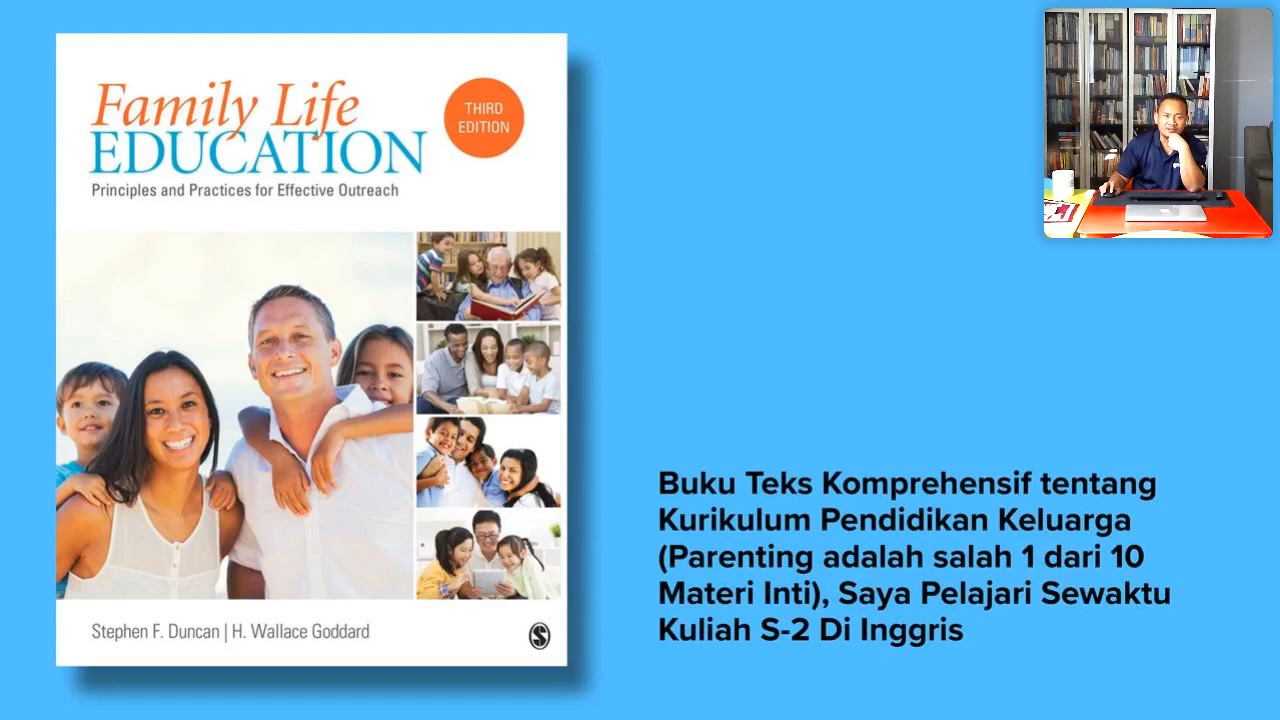 Family Life
EDUCATION
THIRD
EDITION
Principles and Practices for Effective Outreach
Stephen F. Duncan | H. Wallace Goddard
S
Buku Teks Komprehensif tentang
Kurikulum Pendidikan Keluarga
(Parenting adalah salah 1 dari 10
Materi Inti), Saya Pelajari Sewaktu
Kuliah S-2 Di Inggris